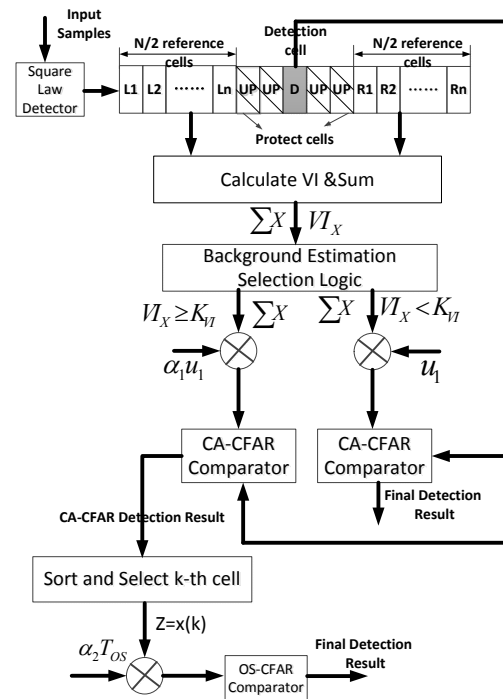 Input
Samples
N/2 reference
cells
Detection
cell
N/2 reference
cells
Square
Law
Detector
L1 L2 ······ Ln UP UP D UP UP R1 R2 ······ Rn
Protect cells
Calculate VI &Sum
∑X VI_X
Background Estimation
Selection Logic
VI_X ≥ K_VI ∑X ∑X VI_X < K_VI
α₁u₁
u₁
CA-CFAR
Comparator
CA-CFAR
Comparator
Final Detection
Result
CA-CFAR Detection Result
Sort and Select k-th cell
Z=x(k)
α₂T_OS
OS-CFAR
Comparator
Final Detection
Result